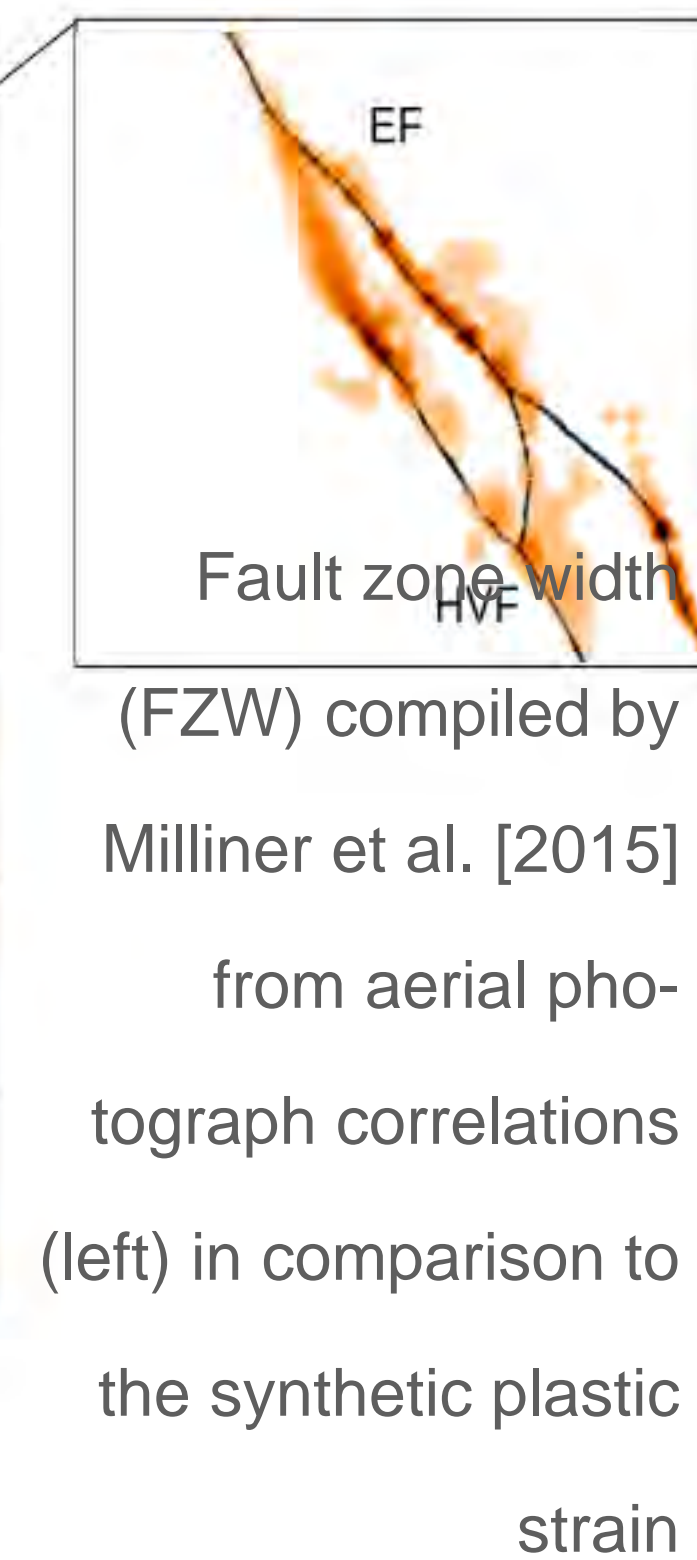 EF
Fault zone width
HVF
(FZW) compiled by
Milliner et al. [2015]
from aerial pho-
tograph correlations
(left) in comparison to
the synthetic plastic
strain